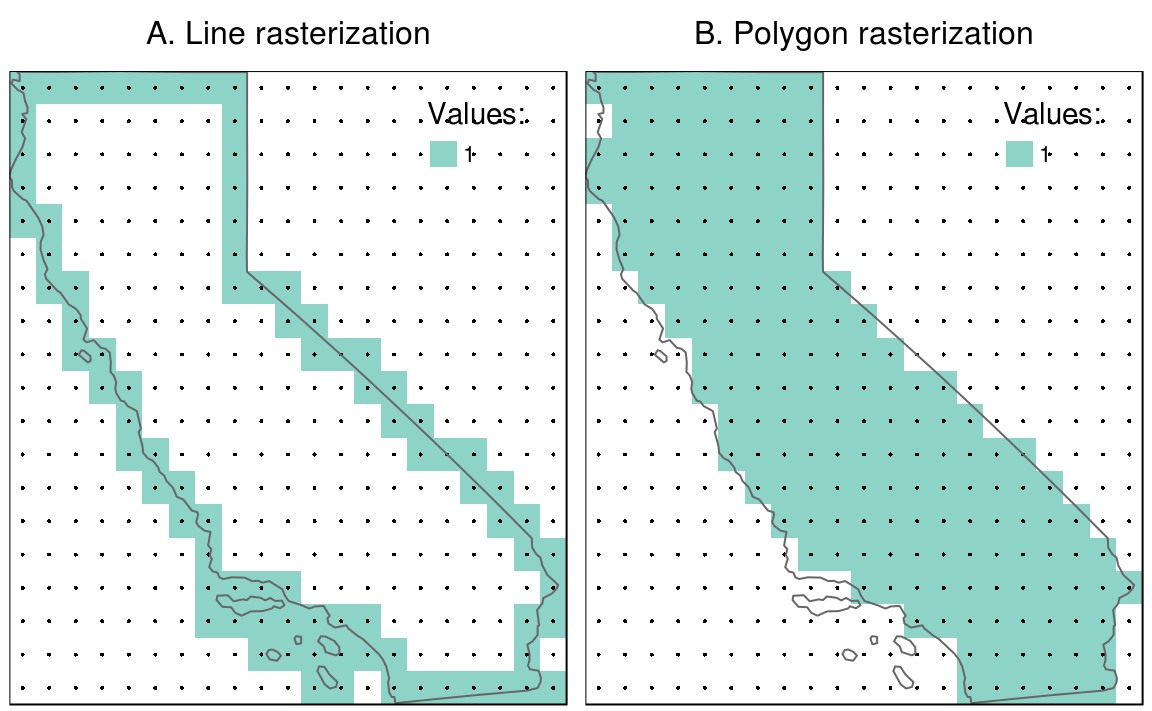 A. Line rasterization
Values:
1
B. Polygon rasterization
Values:
1